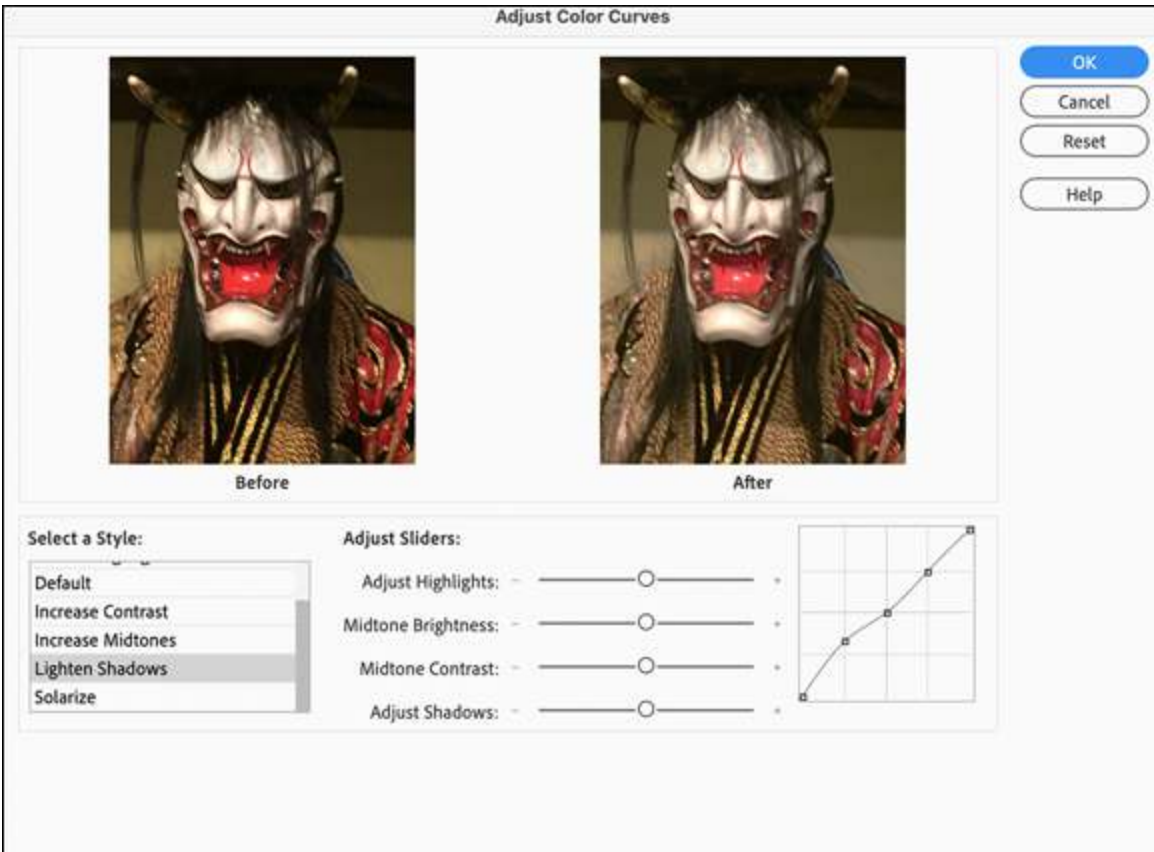 Adjust Color Curves
OK
Cancel
Reset
Help
Before
After
Select a Style:
Default
Increase Contrast
Increase Midtones
Lighten Shadows
Solarize
Adjust Sliders:
Adjust Highlights: - +
Midtone Brightness: - +
Midtone Contrast: - +
Adjust Shadows: - +